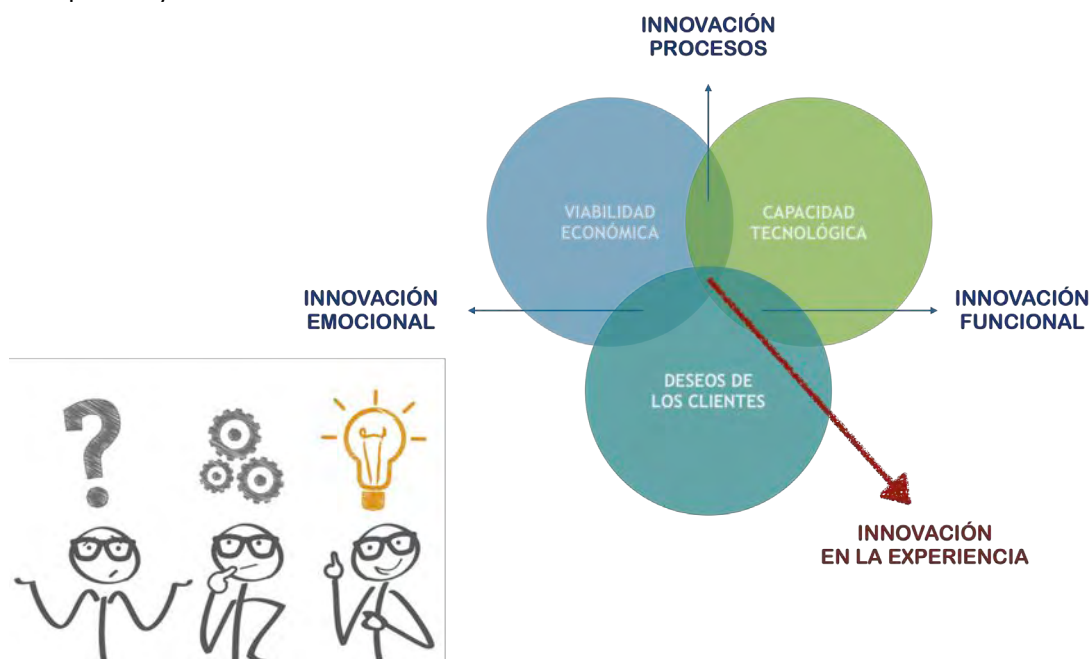 INNOVACIÓN
PROCESOS
VIABILIDAD
ECONÓMICA
CAPACIDAD
TECNOLÓGICA
INNOVACIÓN
EMOCIONAL
INNOVACIÓN
FUNCIONAL
DESEOS DE
LOS CLIENTES
?
INNOVACIÓN
EN LA EXPERIENCIA